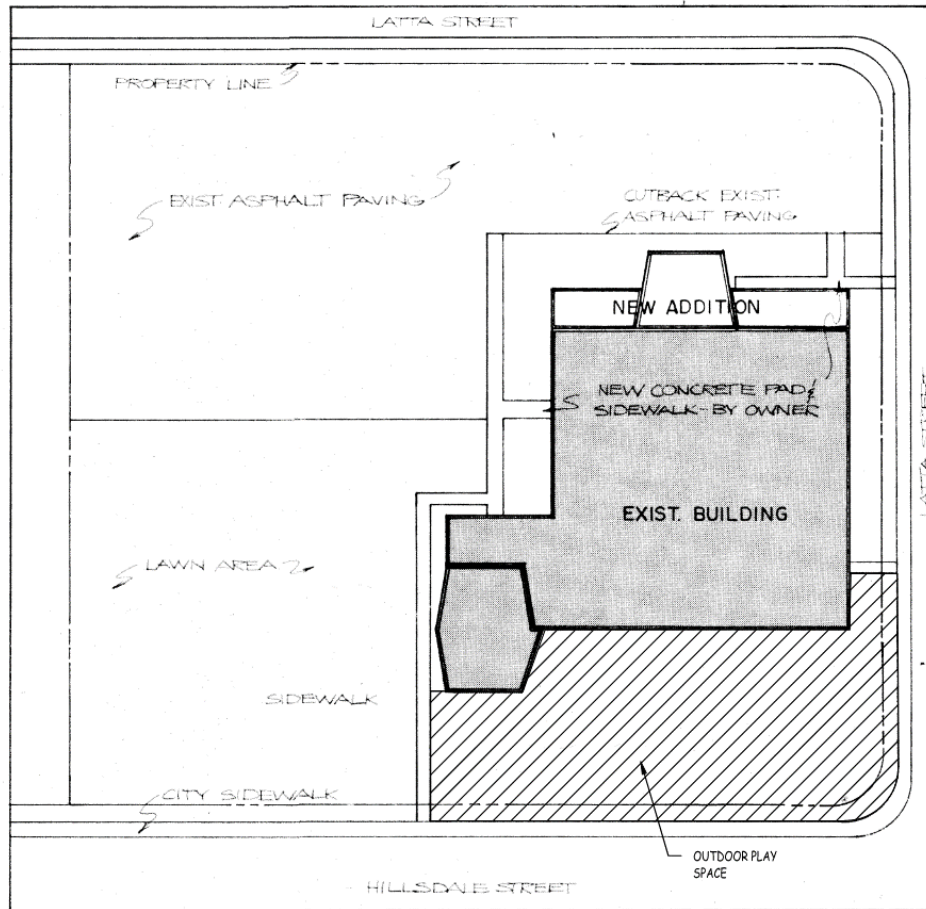 LATTA STREET
PROPERTY LINE
EXIST. ASPHALT PAVING
CUTBACK EXIST.
ASPHALT PAVING
NEW ADDITION
NEW CONCRETE PAD &
SIDEWALK - BY OWNER
LATTA STREET
EXIST. BUILDING
LAWN AREA
SIDEWALK
CITY SIDEWALK
OUTDOOR PLAY
SPACE
HILLSDALE STREET